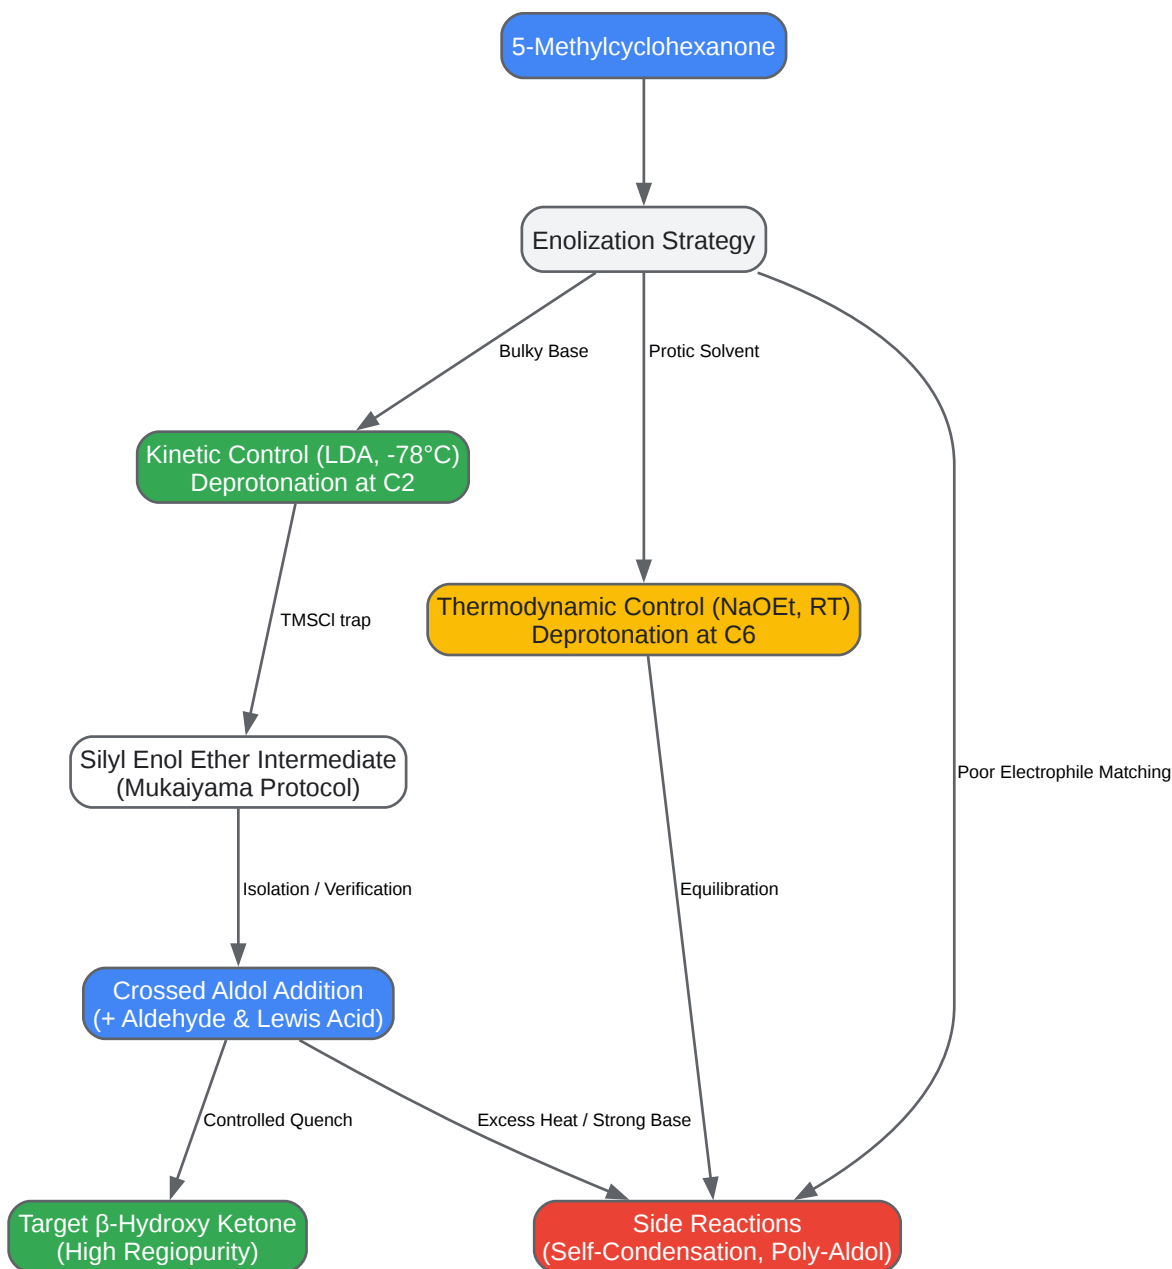 5-Methylcyclohexanone
Enolization Strategy
Bulky Base
Protic Solvent
Kinetic Control (LDA, -78°C)
Deprotonation at C2
Thermodynamic Control (NaOEt, RT)
Deprotonation at C6
TMSCl trap
Silyl Enol Ether Intermediate
(Mukaiyama Protocol)
Poor Electrophile Matching
Isolation / Verification
Equilibration
Crossed Aldol Addition
(+ Aldehyde & Lewis Acid)
Controlled Quench
Excess Heat / Strong Base
Target β-Hydroxy Ketone
(High Regiopurity)
Side Reactions
(Self-Condensation, Poly-Aldol)